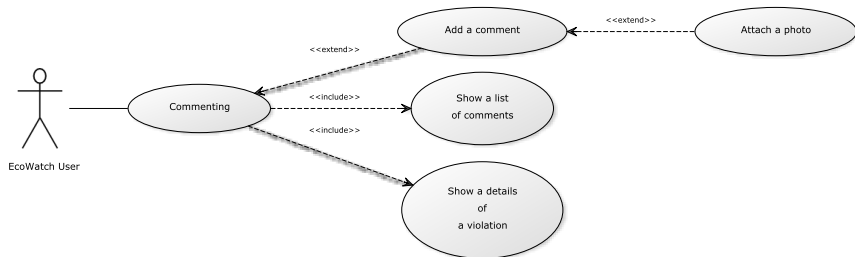 Add a comment
<<extend>>
Attach a photo
<<extend>>
Commenting
<<include>>
Show a list
of comments
<<include>>
EcoWatch User
Show a details
of
a violation